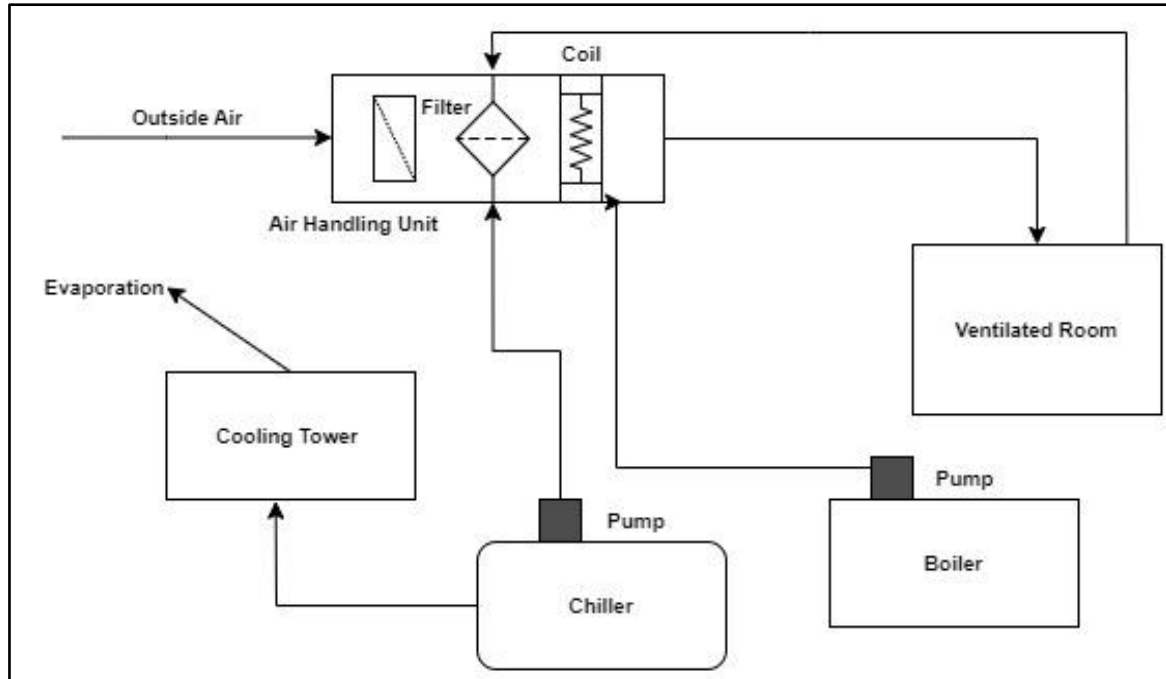 Coil
Filter
Outside Air
Air Handling Unit
Evaporation
Ventilated Room
Cooling Tower
Pump
Pump
Boiler
Chiller